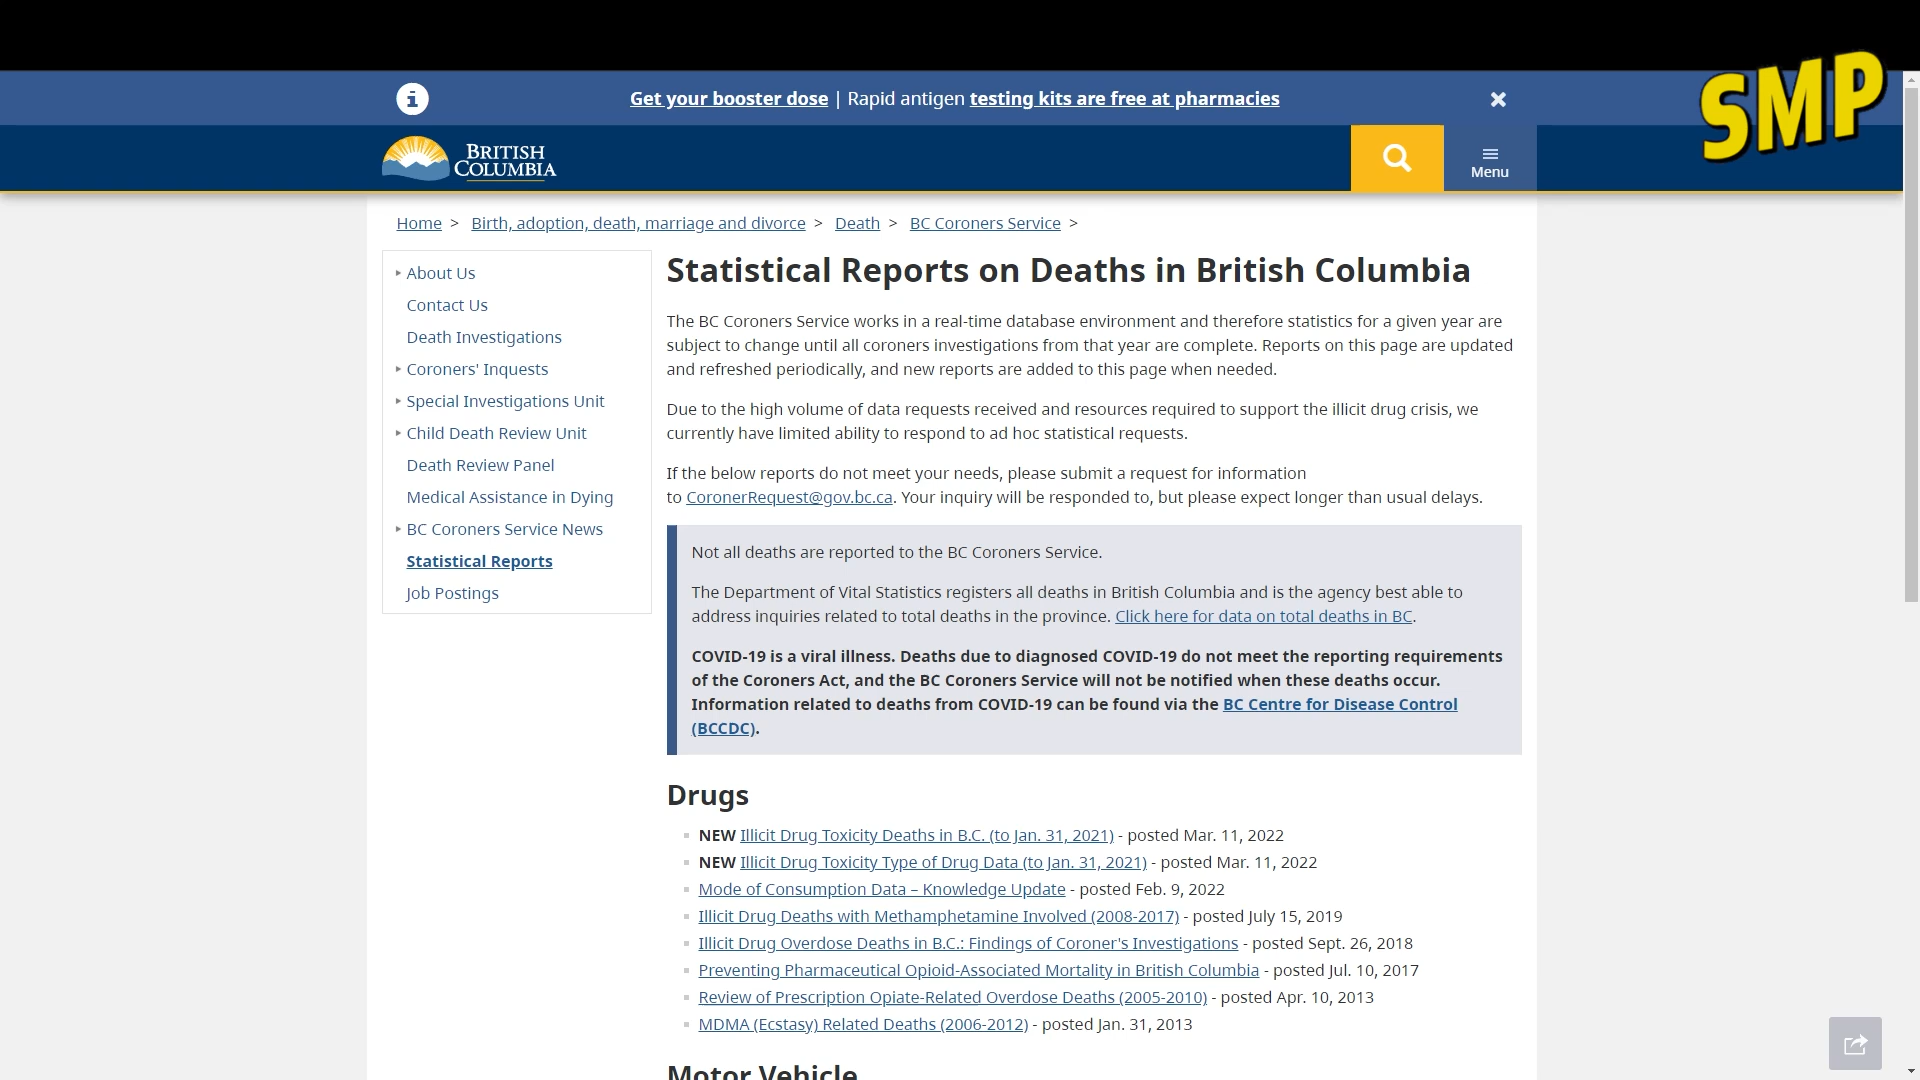 SMP
Get your booster dose | Rapid antigen testing kits are free at pharmacies
BRITISH
COLUMBIA
Menu
Home > Birth, adoption, death, marriage and divorce > Death > BC Coroners Service >
About Us
Contact Us
Death Investigations
Coroners' Inquests
Special Investigations Unit
Child Death Review Unit
Death Review Panel
Medical Assistance in Dying
BC Coroners Service News
Statistical Reports
Job Postings
Statistical Reports on Deaths in British Columbia
The BC Coroners Service works in a real-time database environment and therefore statistics for a given year are
subject to change until all coroners investigations from that year are complete. Reports on this page are updated
and refreshed periodically, and new reports are added to this page when needed.
Due to the high volume of data requests received and resources required to support the illicit drug crisis, we
currently have limited ability to respond to ad hoc statistical requests.
If the below reports do not meet your needs, please submit a request for information
to CoronerRequest@gov.bc.ca. Your inquiry will be responded to, but please expect longer than usual delays.
Not all deaths are reported to the BC Coroners Service.
The Department of Vital Statistics registers all deaths in British Columbia and is the agency best able to
address inquiries related to total deaths in the province. Click here for data on total deaths in BC.
COVID-19 is a viral illness. Deaths due to diagnosed COVID-19 do not meet the reporting requirements
of the Coroners Act, and the BC Coroners Service will not be notified when these deaths occur.
Information related to deaths from COVID-19 can be found via the BC Centre for Disease Control
(BCCDC).
Drugs
NEW Illicit Drug Toxicity Deaths in B.C. (to Jan. 31, 2021) - posted Mar. 11, 2022
NEW Illicit Drug Toxicity Type of Drug Data (to Jan. 31, 2021) - posted Mar. 11, 2022
Mode of Consumption Data – Knowledge Update - posted Feb. 9, 2022
Illicit Drug Deaths with Methamphetamine Involved (2008-2017) - posted July 15, 2019
Illicit Drug Overdose Deaths in B.C.: Findings of Coroner's Investigations - posted Sept. 26, 2018
Preventing Pharmaceutical Opioid-Associated Mortality in British Columbia - posted Jul. 10, 2017
Review of Prescription Opiate-Related Overdose Deaths (2005-2010) - posted Apr. 10, 2013
MDMA (Ecstasy) Related Deaths (2006-2012) - posted Jan. 31, 2013
Motor Vehicle